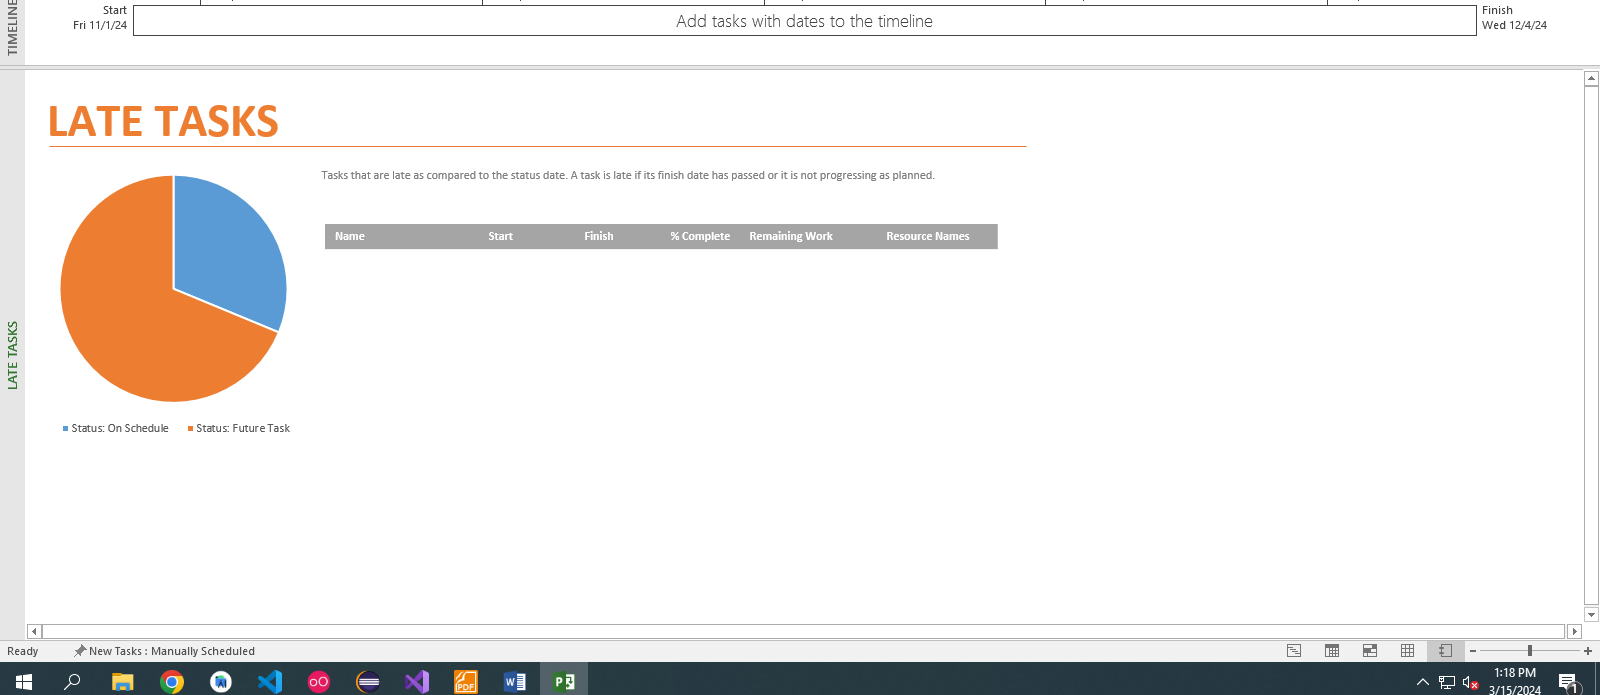 TIMELINE
Start
Fri 11/1/24
Add tasks with dates to the timeline
Finish
Wed 12/4/24
LATE TASKS
LATE TASKS
Tasks that are late as compared to the status date. A task is late if its finish date has passed or it is not progressing as planned.
Name Start Finish % Complete Remaining Work Resource Names
Status: On Schedule Status: Future Task
Ready New Tasks : Manually Scheduled
PDF
1:18 PM
3/15/2024
1